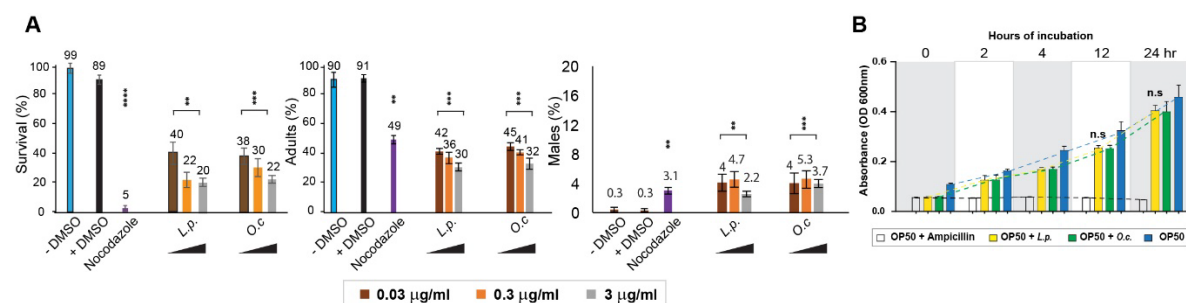 A
Survival (%)
100
80
60
40
20
0
99
89
****
5
**
40
22
20
***
38
30
22
- DMSO
+ DMSO
Nocodazole
L.p.
O.c
Adults (%)
100
80
60
40
20
0
90
91
**
49
***
42
36
30
***
45
41
32
- DMSO
+ DMSO
Nocodazole
L.p.
O.c
Males (%)
20
16
12
8
4
0
0.3
0.3
**
3.1
**
4
4.7
2.2
***
4
5.3
3.7
- DMSO
+ DMSO
Nocodazole
L.p.
O.c
0.03 µg/ml 0.3 µg/ml 3 µg/ml
B
Hours of incubation
0 2 4 12 24 hr
Absorbance (OD 600nm)
0.6
0.4
0.2
0.0
n.s
n.s
OP50 + Ampicillin OP50 + L.p. OP50 + O.c. OP50